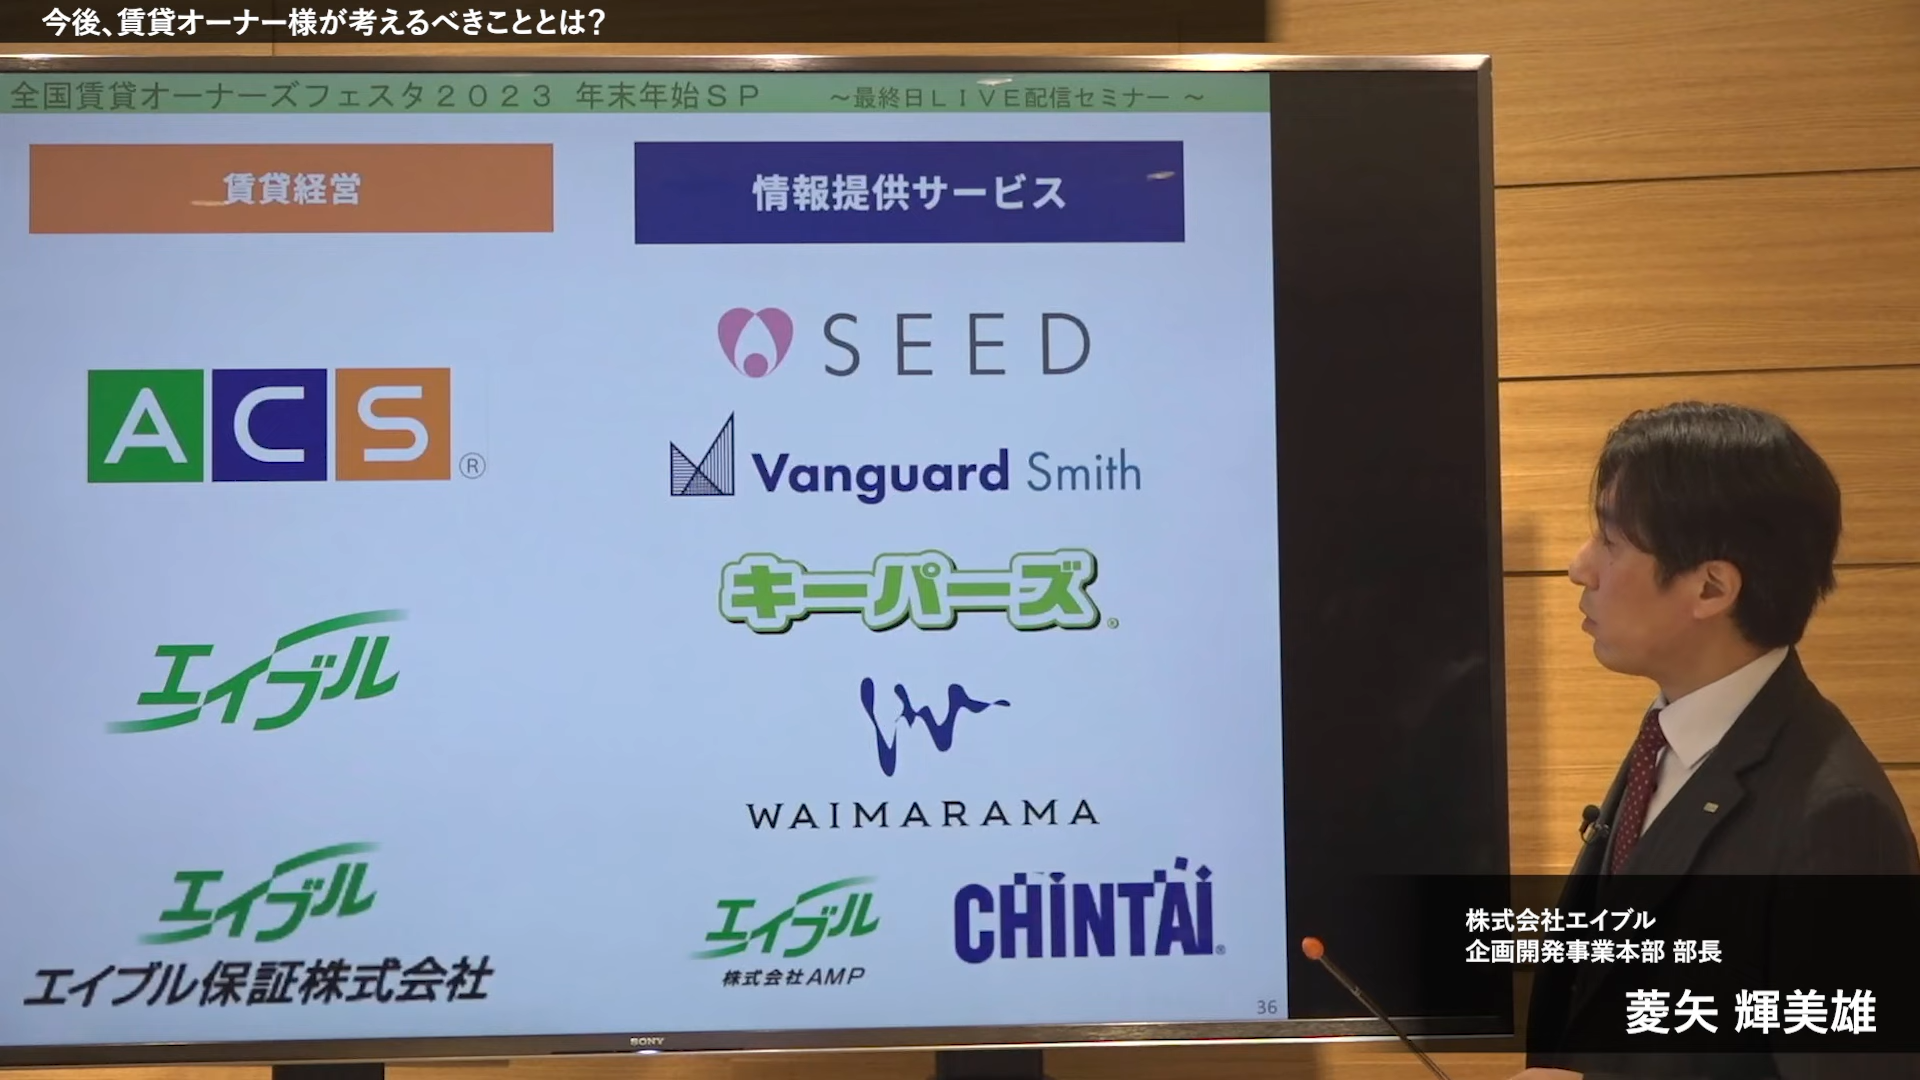 今後、賃貸オーナー様が考えるべきこととは？
全国賃貸オーナーズフェスタ２０２３ 年末年始ＳＰ ～最終日ＬＩＶＥ配信セミナー ～
賃貸経営
情報提供サービス
SEED
ACS®
Vanguard Smith
キーパーズ®
エイブル
WAIMARAMA
エイブル
エイブル保証株式会社
エイブル
株式会社AMP
CHINTAI®
36
SONY
株式会社エイブル
企画開発事業本部 部長
菱矢 輝美雄